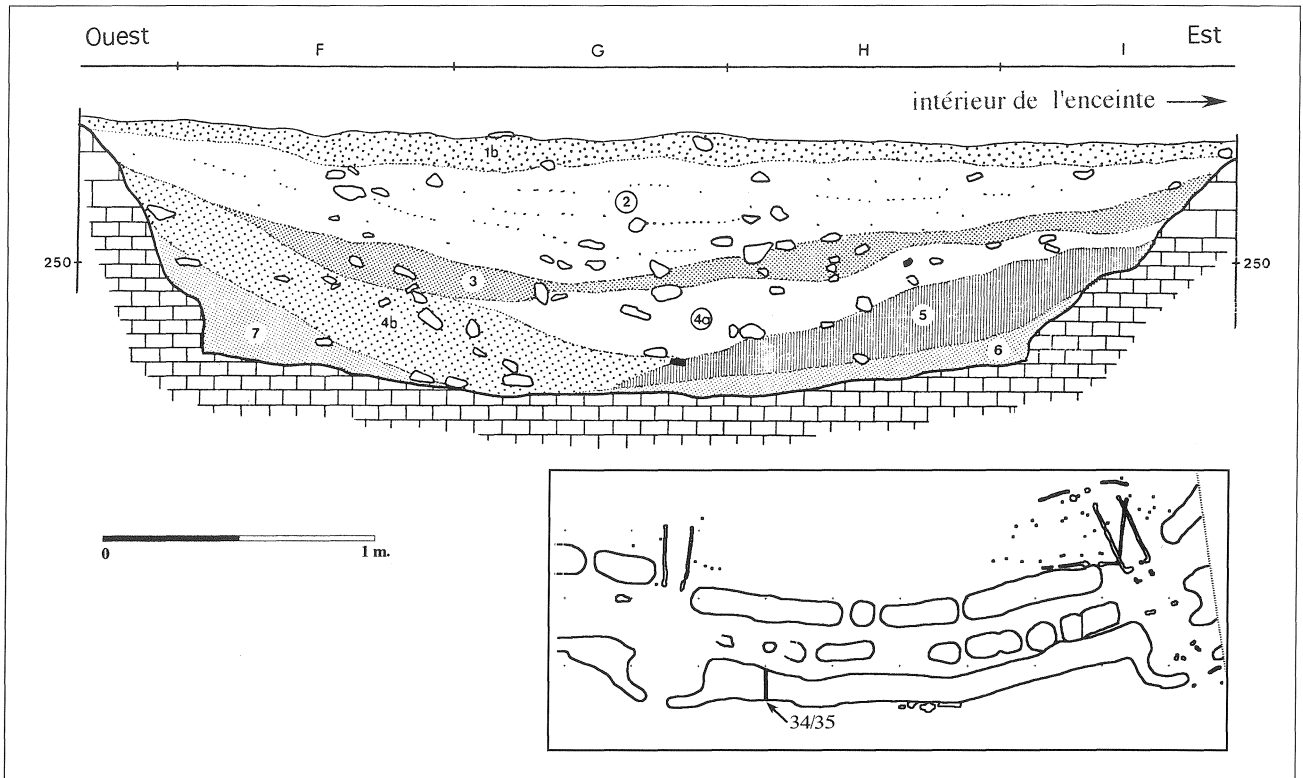 Ouest Est
F G H I
intérieur de l'enceinte
1b
2
250 250
3
4a
4b
5
7
6
0 1 m.
34/35